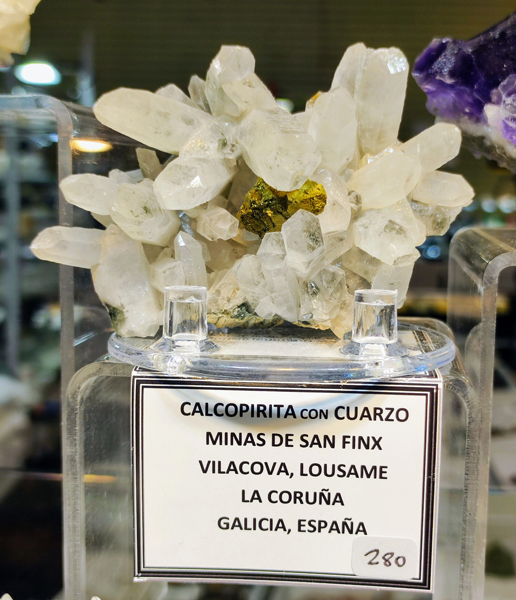 CALCOPIRITA CON CUARZO
MINAS DE SAN FINX
VILACOVA, LOUSAME
LA CORUÑA
GALICIA, ESPAÑA
280